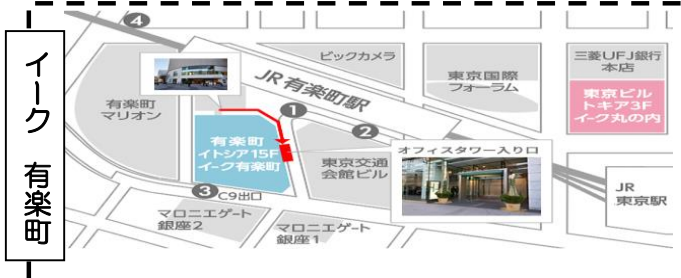 イーク 有楽町
4
ビックカメラ
三菱UFJ銀行
本店
JR有楽町駅
東京国際
フォーラム
東京ビル
トキア3F
イーク丸の内
有楽町
マリオン
1
2
有楽町
イトシア15F
イーク有楽町
東京交通
会館ビル
オフィスタワー入り口
3
C9出口
JR
東京駅
マロニエゲート
銀座2
マロニエゲート
銀座1